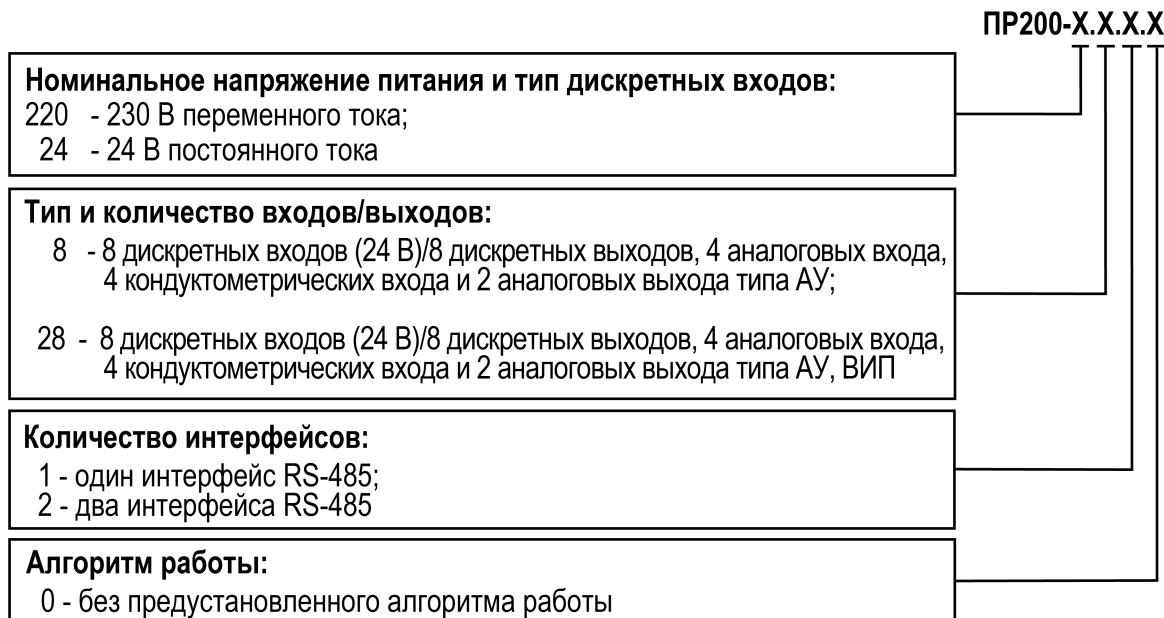 ПР200-X.X.X.X
Номинальное напряжение питания и тип дискретных входов:
220 - 230 В переменного тока;
24 - 24 В постоянного тока
Тип и количество входов/выходов:
8 - 8 дискретных входов (24 В)/8 дискретных выходов, 4 аналоговых входа,
4 кондуктометрических входа и 2 аналоговых выхода типа АУ;
28 - 8 дискретных входов (24 В)/8 дискретных выходов, 4 аналоговых входа,
4 кондуктометрических входа и 2 аналоговых выхода типа АУ, ВИП
Количество интерфейсов:
1 - один интерфейс RS-485;
2 - два интерфейса RS-485
Алгоритм работы:
0 - без предустановленного алгоритма работы